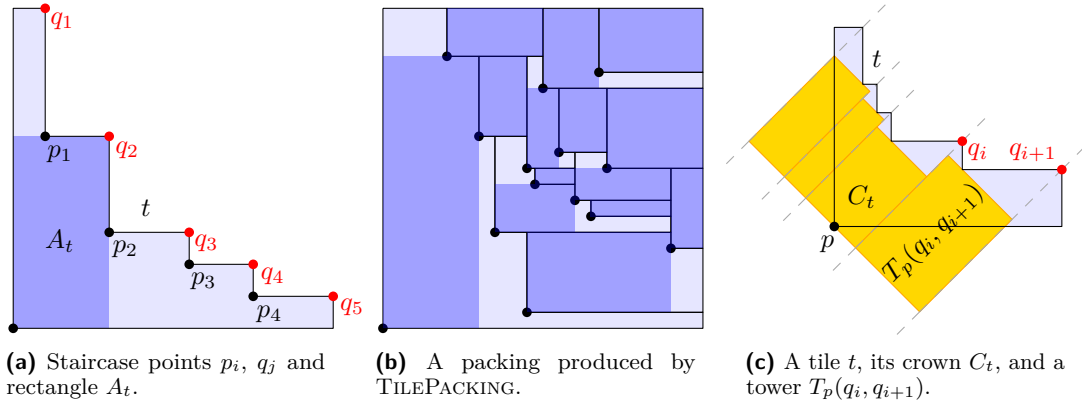 q1
p1
q2
t
A_t
p2
q3
p3
q4
p4
q5
t
q_i
q_{i+1}
C_t
p
T_p(q_i, q_{i+1})
(a) Staircase points p_i, q_j and
rectangle A_t.
(b) A packing produced by
TILEPACKING.
(c) A tile t, its crown C_t, and a
tower T_p(q_i, q_{i+1}).